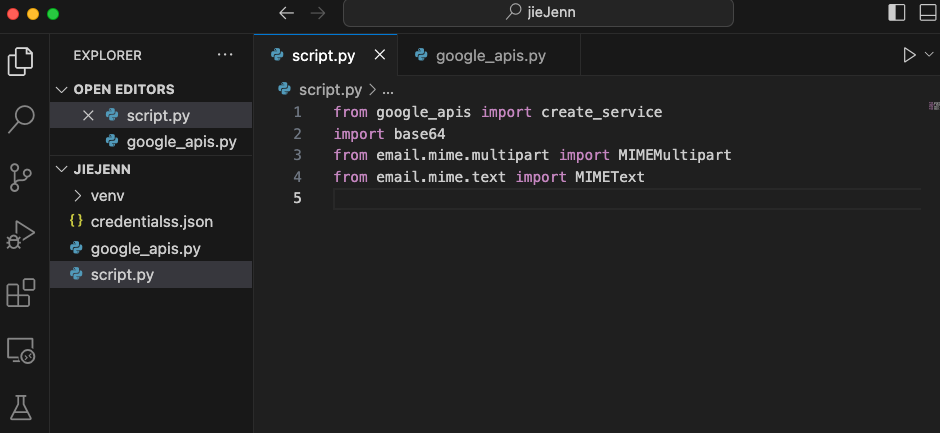 jieJenn
EXPLORER
OPEN EDITORS
script.py
google_apis.py
JIEJENN
venv
{} credentialss.json
google_apis.py
script.py
script.py
google_apis.py
script.py > ...
1 from google_apis import create_service
2 import base64
3 from email.mime.multipart import MIMEMultipart
4 from email.mime.text import MIMEText
5